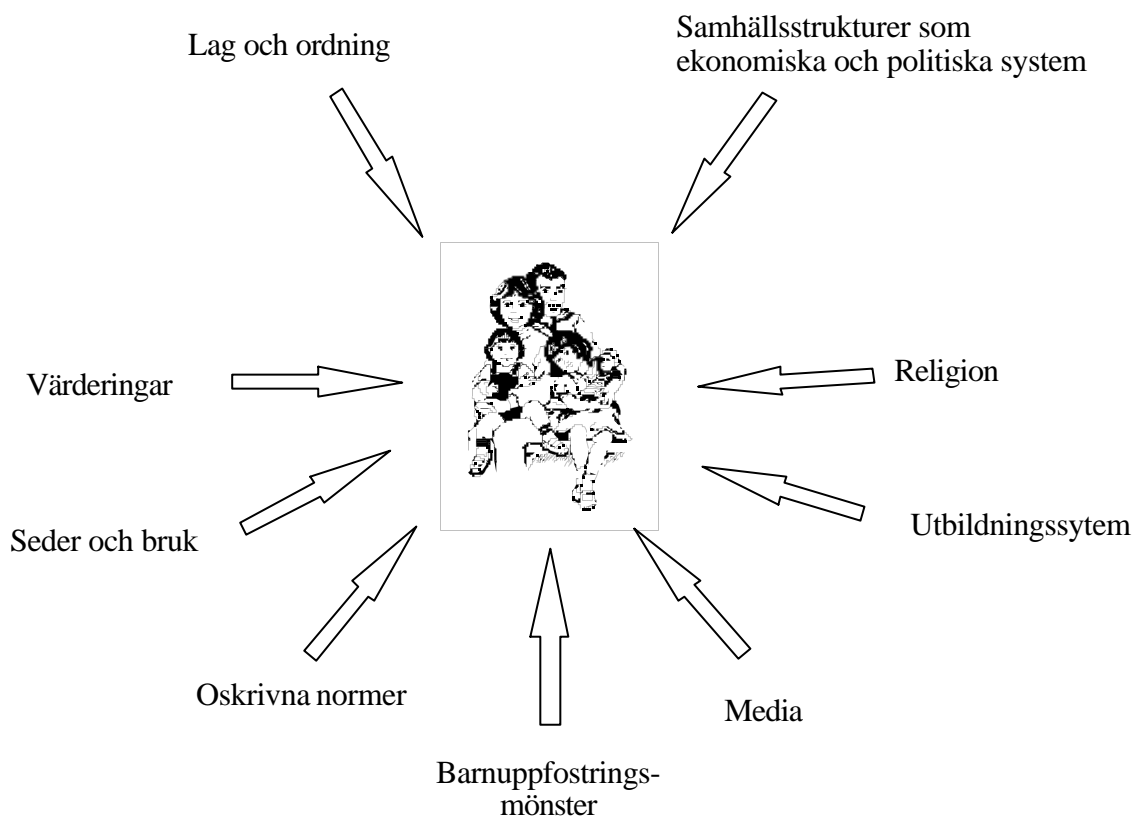 Lag och ordning
Samhällsstrukturer som
ekonomiska och politiska system
Värderingar
Religion
Seder och bruk
Utbildningssytem
Oskrivna normer
Media
Barnuppfostrings-
mönster